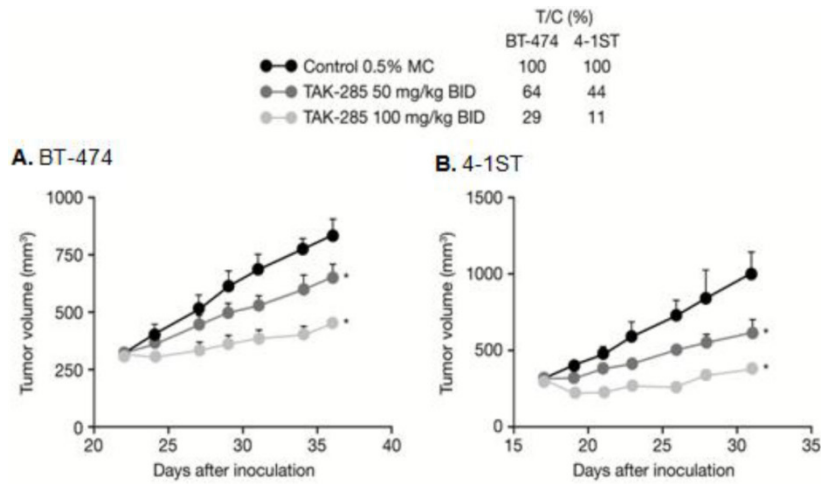 T/C (%)
BT-474 4-1ST
Control 0.5% MC 100 100
TAK-285 50 mg/kg BID 64 44
TAK-285 100 mg/kg BID 29 11
A. BT-474
Tumor volume (mm³)
1000
750
500
250
0
*
*
20 25 30 35 40
Days after inoculation
B. 4-1ST
Tumor volume (mm³)
1500
1000
500
0
*
*
15 20 25 30 35
Days after inoculation